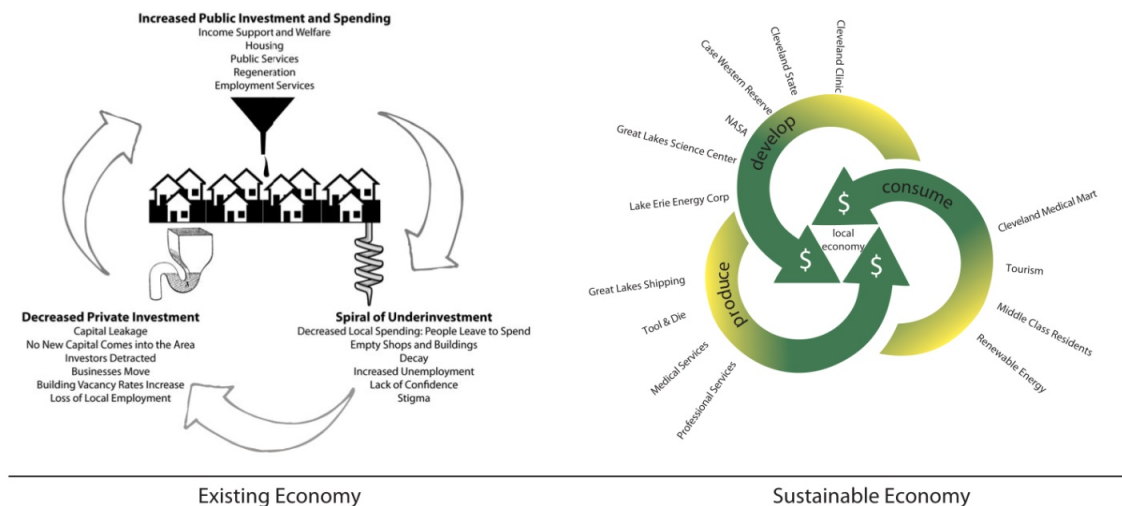 Increased Public Investment and Spending
Income Support and Welfare
Housing
Public Services
Regeneration
Employment Services
Decreased Private Investment
Capital Leakage
No New Capital Comes into the Area
Investors Detracted
Businesses Move
Building Vacancy Rates Increase
Loss of Local Employment
Spiral of Underinvestment
Decreased Local Spending: People Leave to Spend
Empty Shops and Buildings
Decay
Increased Unemployment
Lack of Confidence
Stigma
Existing Economy
Cleveland Clinic
Cleveland State
Case Western Reserve
NASA
Great Lakes Science Center
Lake Erie Energy Corp
develop
consume
produce
$
$
$
local
economy
Cleveland Medical Mart
Tourism
Middle Class Residents
Renewable Energy
Great Lakes Shipping
Tool & Die
Medical Services
Professional Services
Sustainable Economy